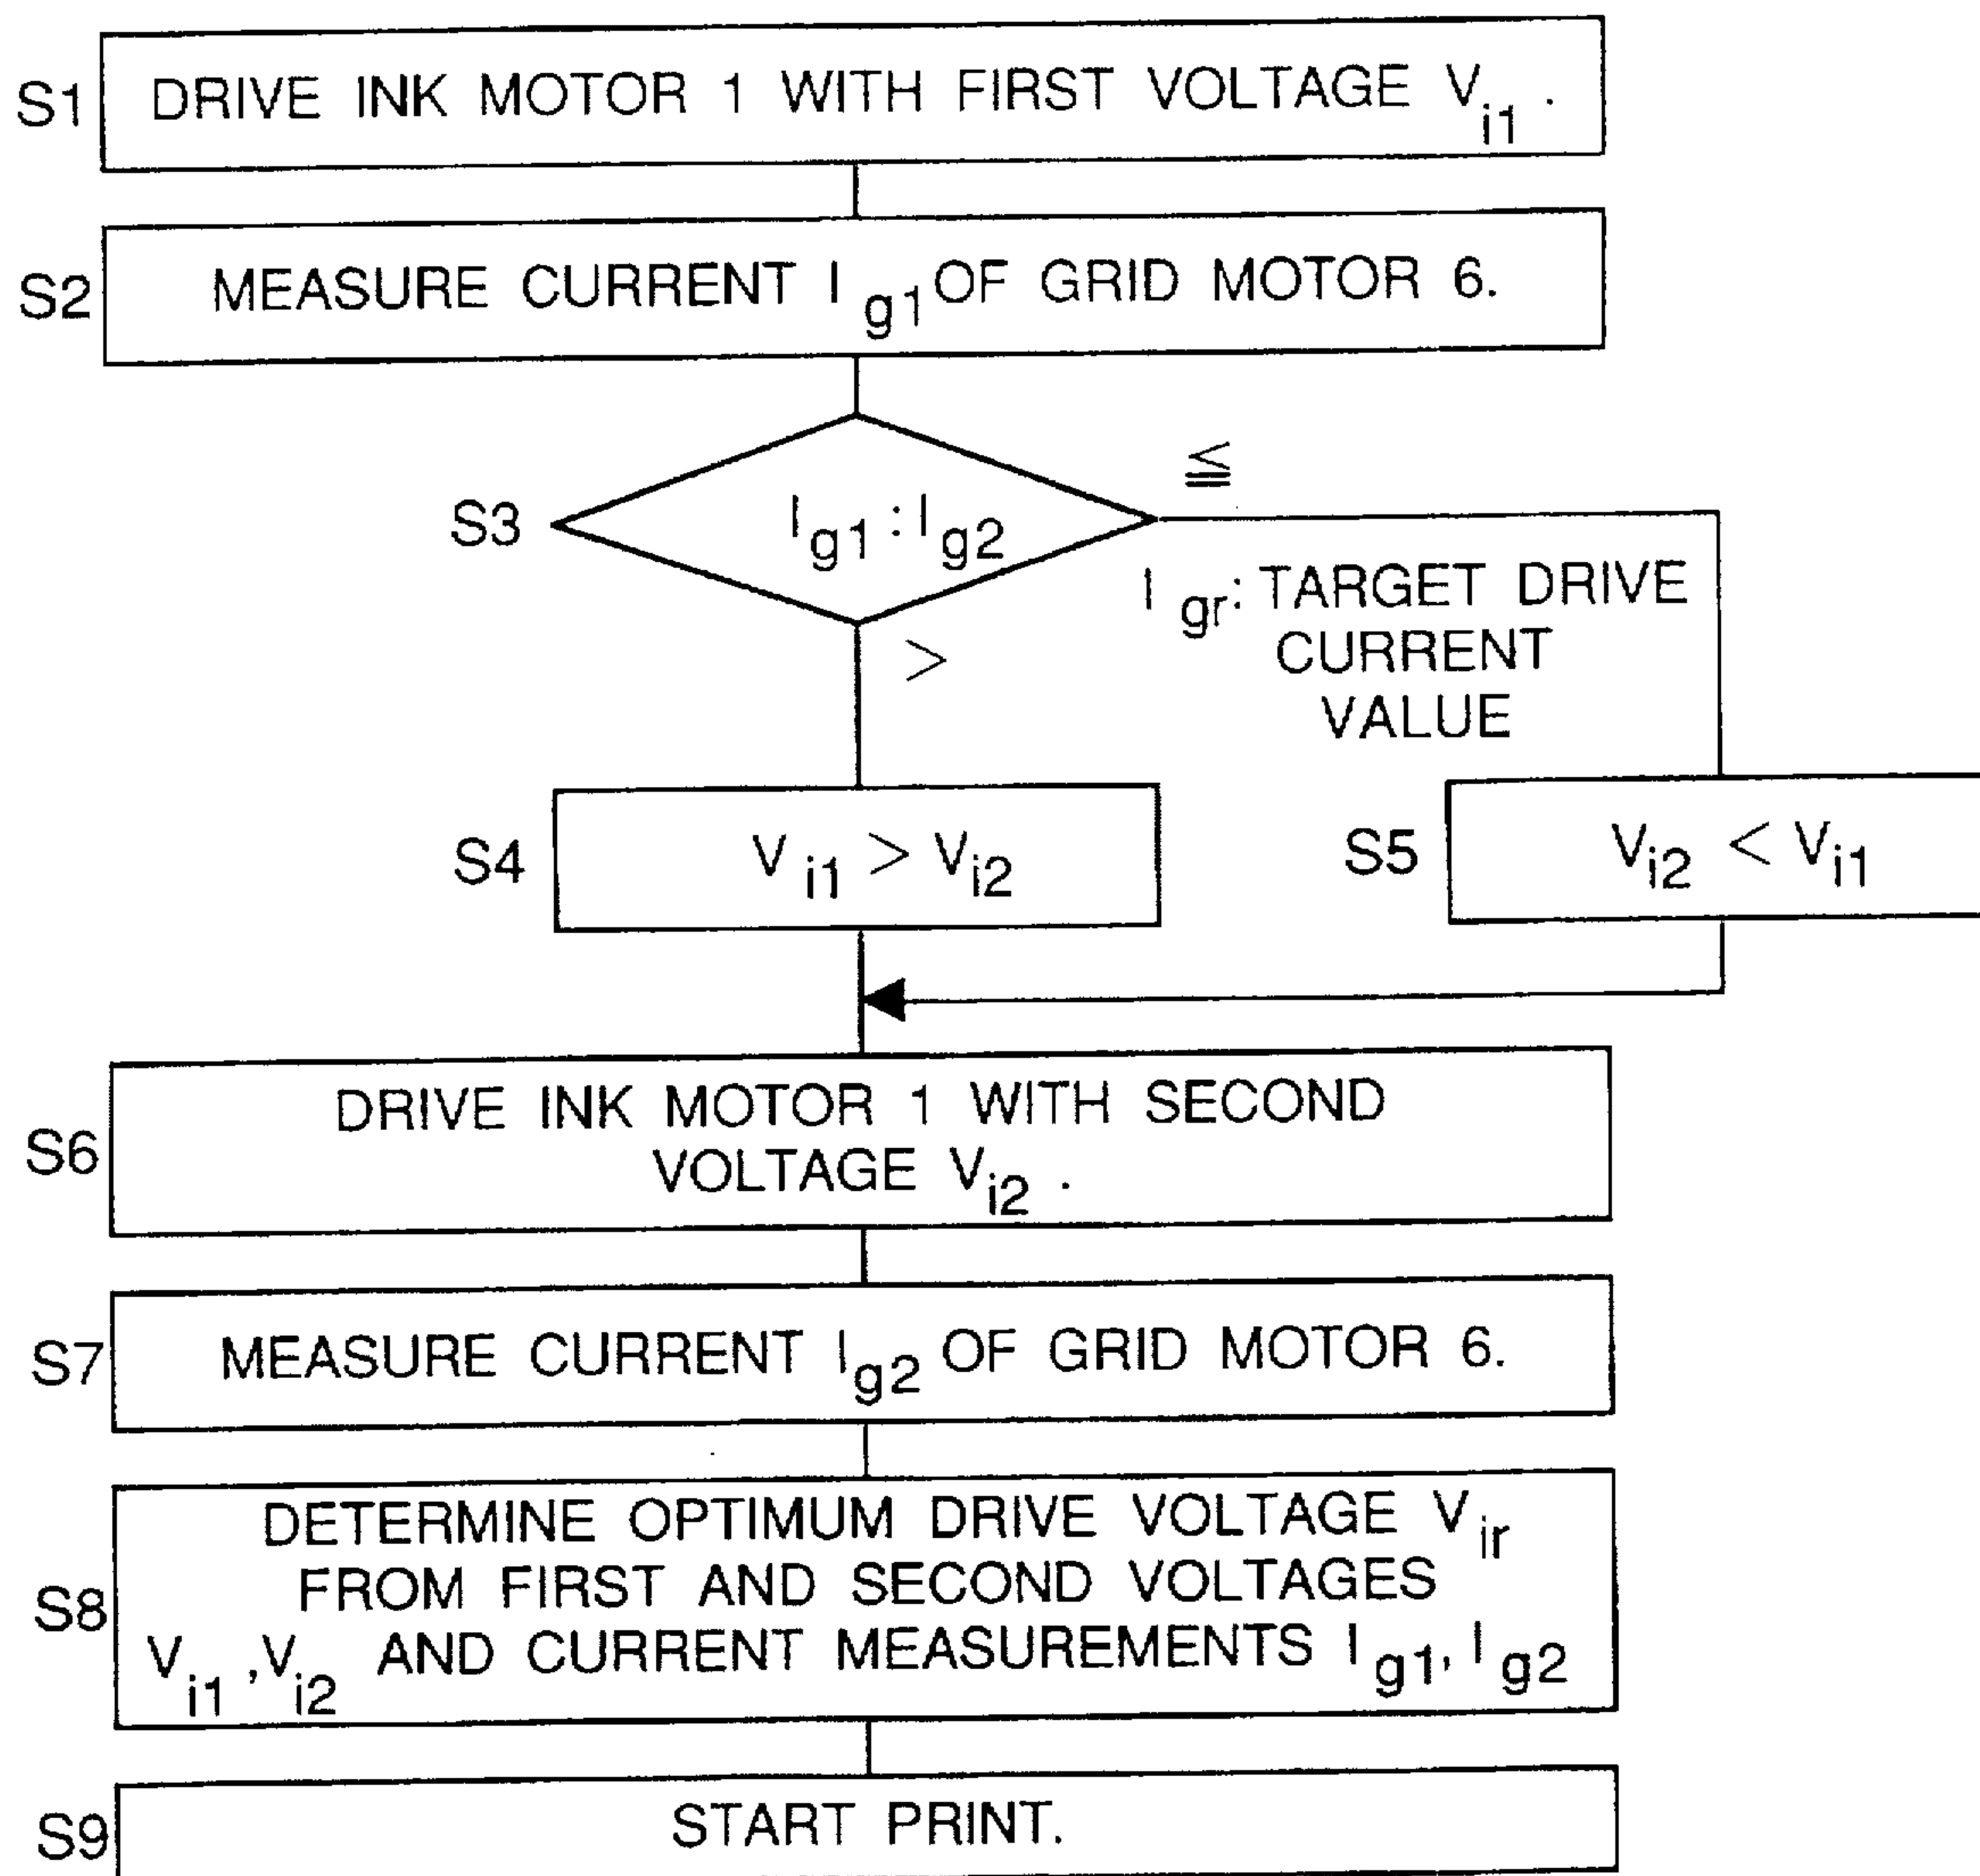 S1 DRIVE INK MOTOR 1 WITH FIRST VOLTAGE Vi1 .
S2 MEASURE CURRENT Ig1 OF GRID MOTOR 6.
≦
S3 Ig1 : Ig2
Igr: TARGET DRIVE
CURRENT
VALUE
>
S4 Vi1 > Vi2
S5 Vi2 < Vi1
DRIVE INK MOTOR 1 WITH SECOND
S6
VOLTAGE Vi2 .
S7 MEASURE CURRENT Ig2 OF GRID MOTOR 6.
DETERMINE OPTIMUM DRIVE VOLTAGE Vir
FROM FIRST AND SECOND VOLTAGES
S8
Vi1 ,Vi2 AND CURRENT MEASUREMENTS Ig1, Ig2
S9 START PRINT.